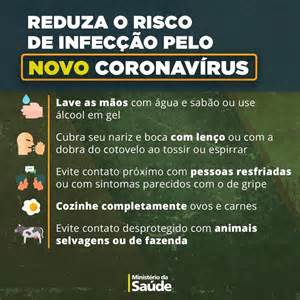 REDUZA O RISCO
DE INFECÇÃO PELO
NOVO CORONAVÍRUS
Lave as mãos com água e sabão ou use
álcool em gel
Cubra seu nariz e boca com lenço ou com a
dobra do cotovelo ao tossir ou espirrar
Evite contato próximo com pessoas resfriadas
ou com sintomas parecidos com o de gripe
Cozinhe completamente ovos e carnes
Evite contato desprotegido com animais
selvagens ou de fazenda
Ministério da
Saúde